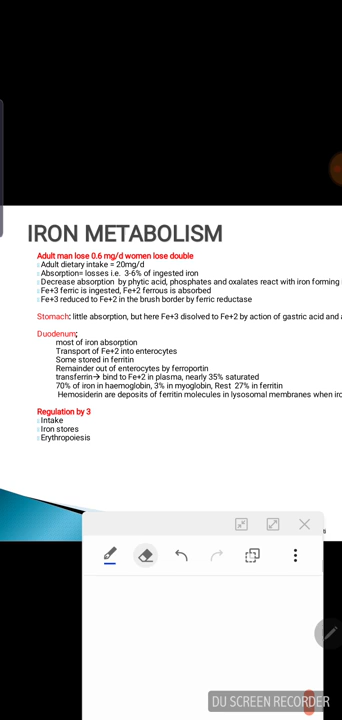 IRON METABOLISM
Adult man lose 0.6 mg/d women lose double
Adult dietary intake = 20mg/d
Absorption= losses i.e. 3-6% of ingested iron
Decrease absorption by phytic acid, phosphates and oxalates react with iron forming
Fe+3 ferric is ingested, Fe+2 ferrous is absorbed
Fe+3 reduced to Fe+2 in the brush border by ferric reductase
Stomach: little absorption, but here Fe+3 disolved to Fe+2 by action of gastric acid and
Duodenum;
most of iron absorption
Transport of Fe+2 into enterocytes
Some stored in ferritin
Remainder out of enterocytes by ferroportin
transferrin→ bind to Fe+2 in plasma, nearly 35% saturated
70% of iron in haemoglobin, 3% in myoglobin, Rest 27% in ferritin
Hemosiderin are deposits of ferritin molecules in lysosomal membranes when
Regulation by 3
Intake
Iron stores
Erythropoiesis
DU SCREEN RECORDER